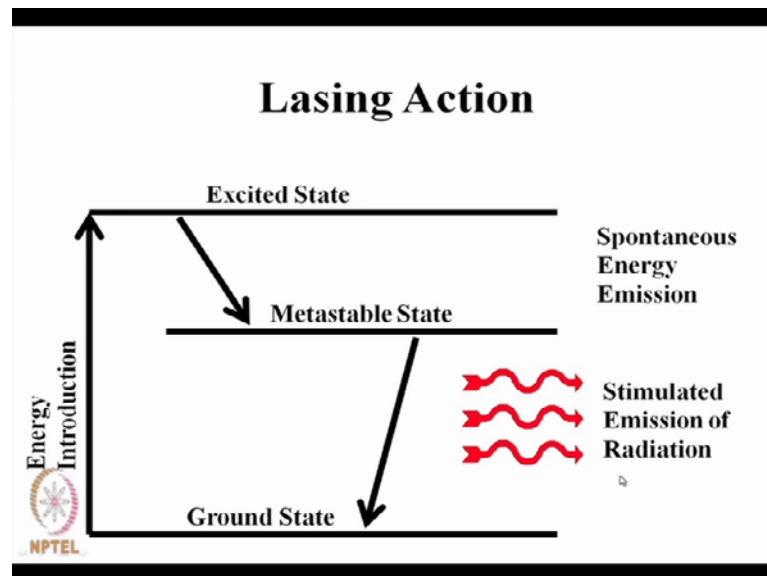 Lasing Action
Excited State
Spontaneous
Energy
Emission
Metastable State
Energy
Introduction
Stimulated
Emission of
Radiation
Ground State
NPTEL